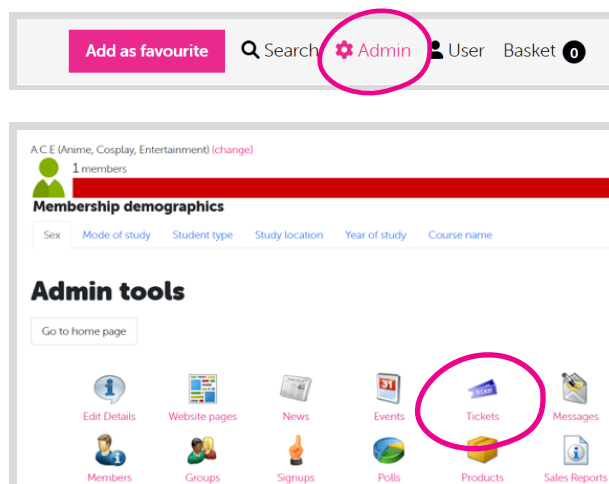 Add as favourite Search Admin User Basket 0
A.C.E (Anime, Cosplay, Entertainment) (change)
1 members
Membership demographics
Sex Mode of study Student type Study location Year of study Course name
Admin tools
Go to home page
31 TICKET
Edit Details Website pages News Events Tickets Messages
Members Groups Signups Polls Products Sales Reports